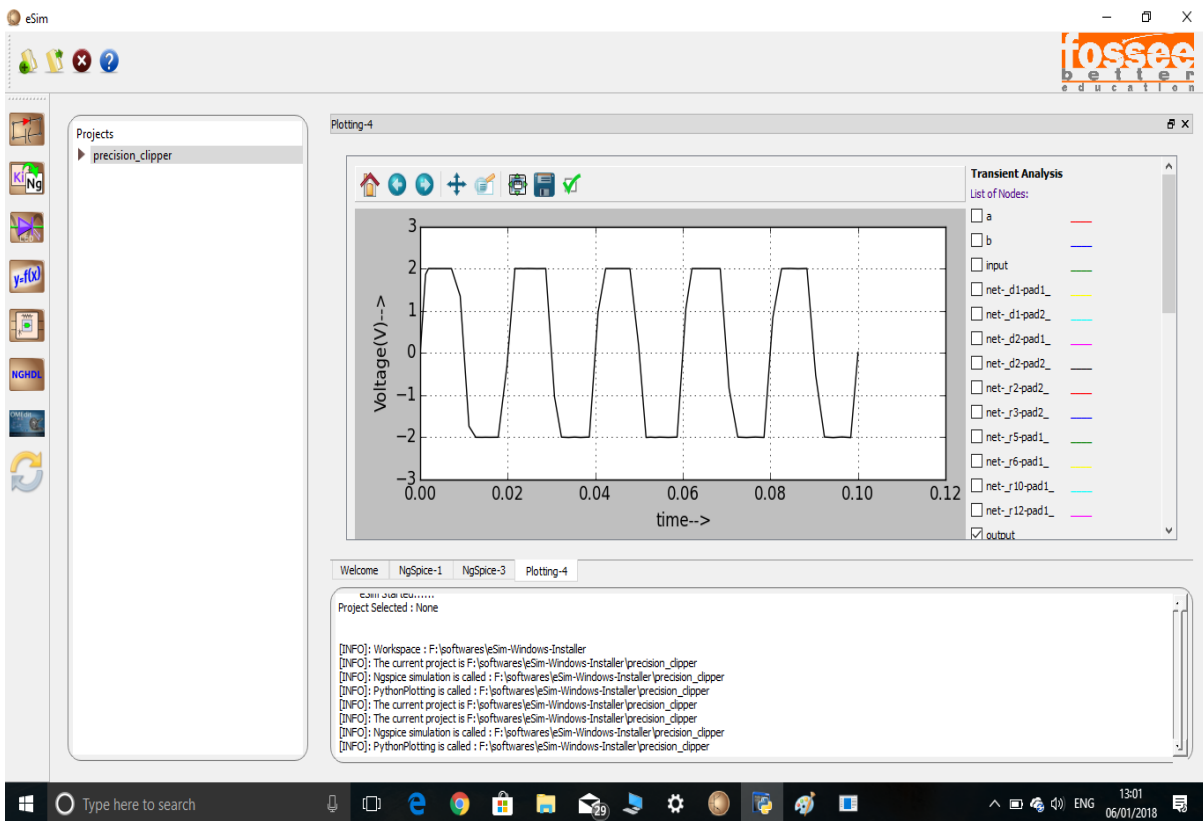 eSim
fossee
better
education
Projects
precision_clipper
Plotting-4
Transient Analysis
List of Nodes:
a
b
input
net-_d1-pad1_
net-_d1-pad2_
net-_d2-pad1_
net-_d2-pad2_
net-_r2-pad2_
net-_r3-pad2_
net-_r5-pad1_
net-_r6-pad1_
net-_r10-pad1_
net-_r12-pad1_
output
Ki Ng
y=f(x)
NGHDL
3
2
1
0
−1
−2
−3
Voltage(V)-->
0.00 0.02 0.04 0.06 0.08 0.10 0.12
time-->
Welcome NgSpice-1 NgSpice-3 Plotting-4
eSim Started......
Project Selected : None
[INFO]: Workspace : F:\softwares\eSim-Windows-Installer
[INFO]: The current project is F:\softwares\eSim-Windows-Installer\precision_clipper
[INFO]: Ngspice simulation is called : F:\softwares\eSim-Windows-Installer\precision_clipper
[INFO]: PythonPlotting is called : F:\softwares\eSim-Windows-Installer\precision_clipper
[INFO]: The current project is F:\softwares\eSim-Windows-Installer\precision_clipper
[INFO]: The current project is F:\softwares\eSim-Windows-Installer\precision_clipper
[INFO]: Ngspice simulation is called : F:\softwares\eSim-Windows-Installer\precision_clipper
[INFO]: PythonPlotting is called : F:\softwares\eSim-Windows-Installer\precision_clipper
Type here to search
29
ENG
13:01
06/01/2018